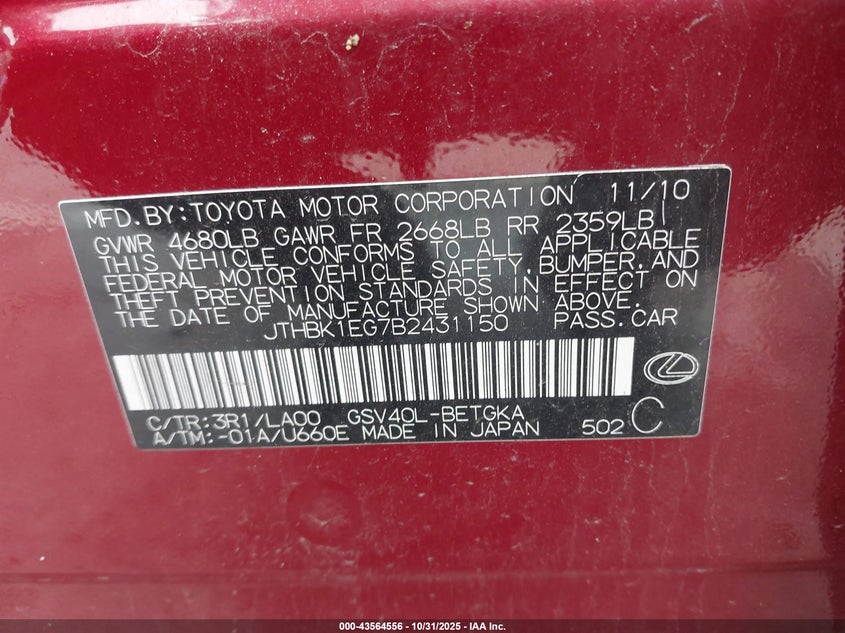 MFD.BY:TOYOTA MOTOR CORPORATION 11/10
GVWR 4680LB GAWR FR 2668LB RR 2359LB
THIS VEHICLE CONFORMS TO ALL APPLICABLE
FEDERAL MOTOR VEHICLE SAFETY,BUMPER,AND
THEFT PREVENTION STANDARDS IN EFFECT ON
THE DATE OF MANUFACTURE SHOWN ABOVE.
JTHBK1EG7B2431150 PASS.CAR
C/TR:3R1/LA00 GSV40L-BETGKA
A/TM:-01A/U660E MADE IN JAPAN 502 C
000-43564556 - 10/31/2025 - IAA Inc.